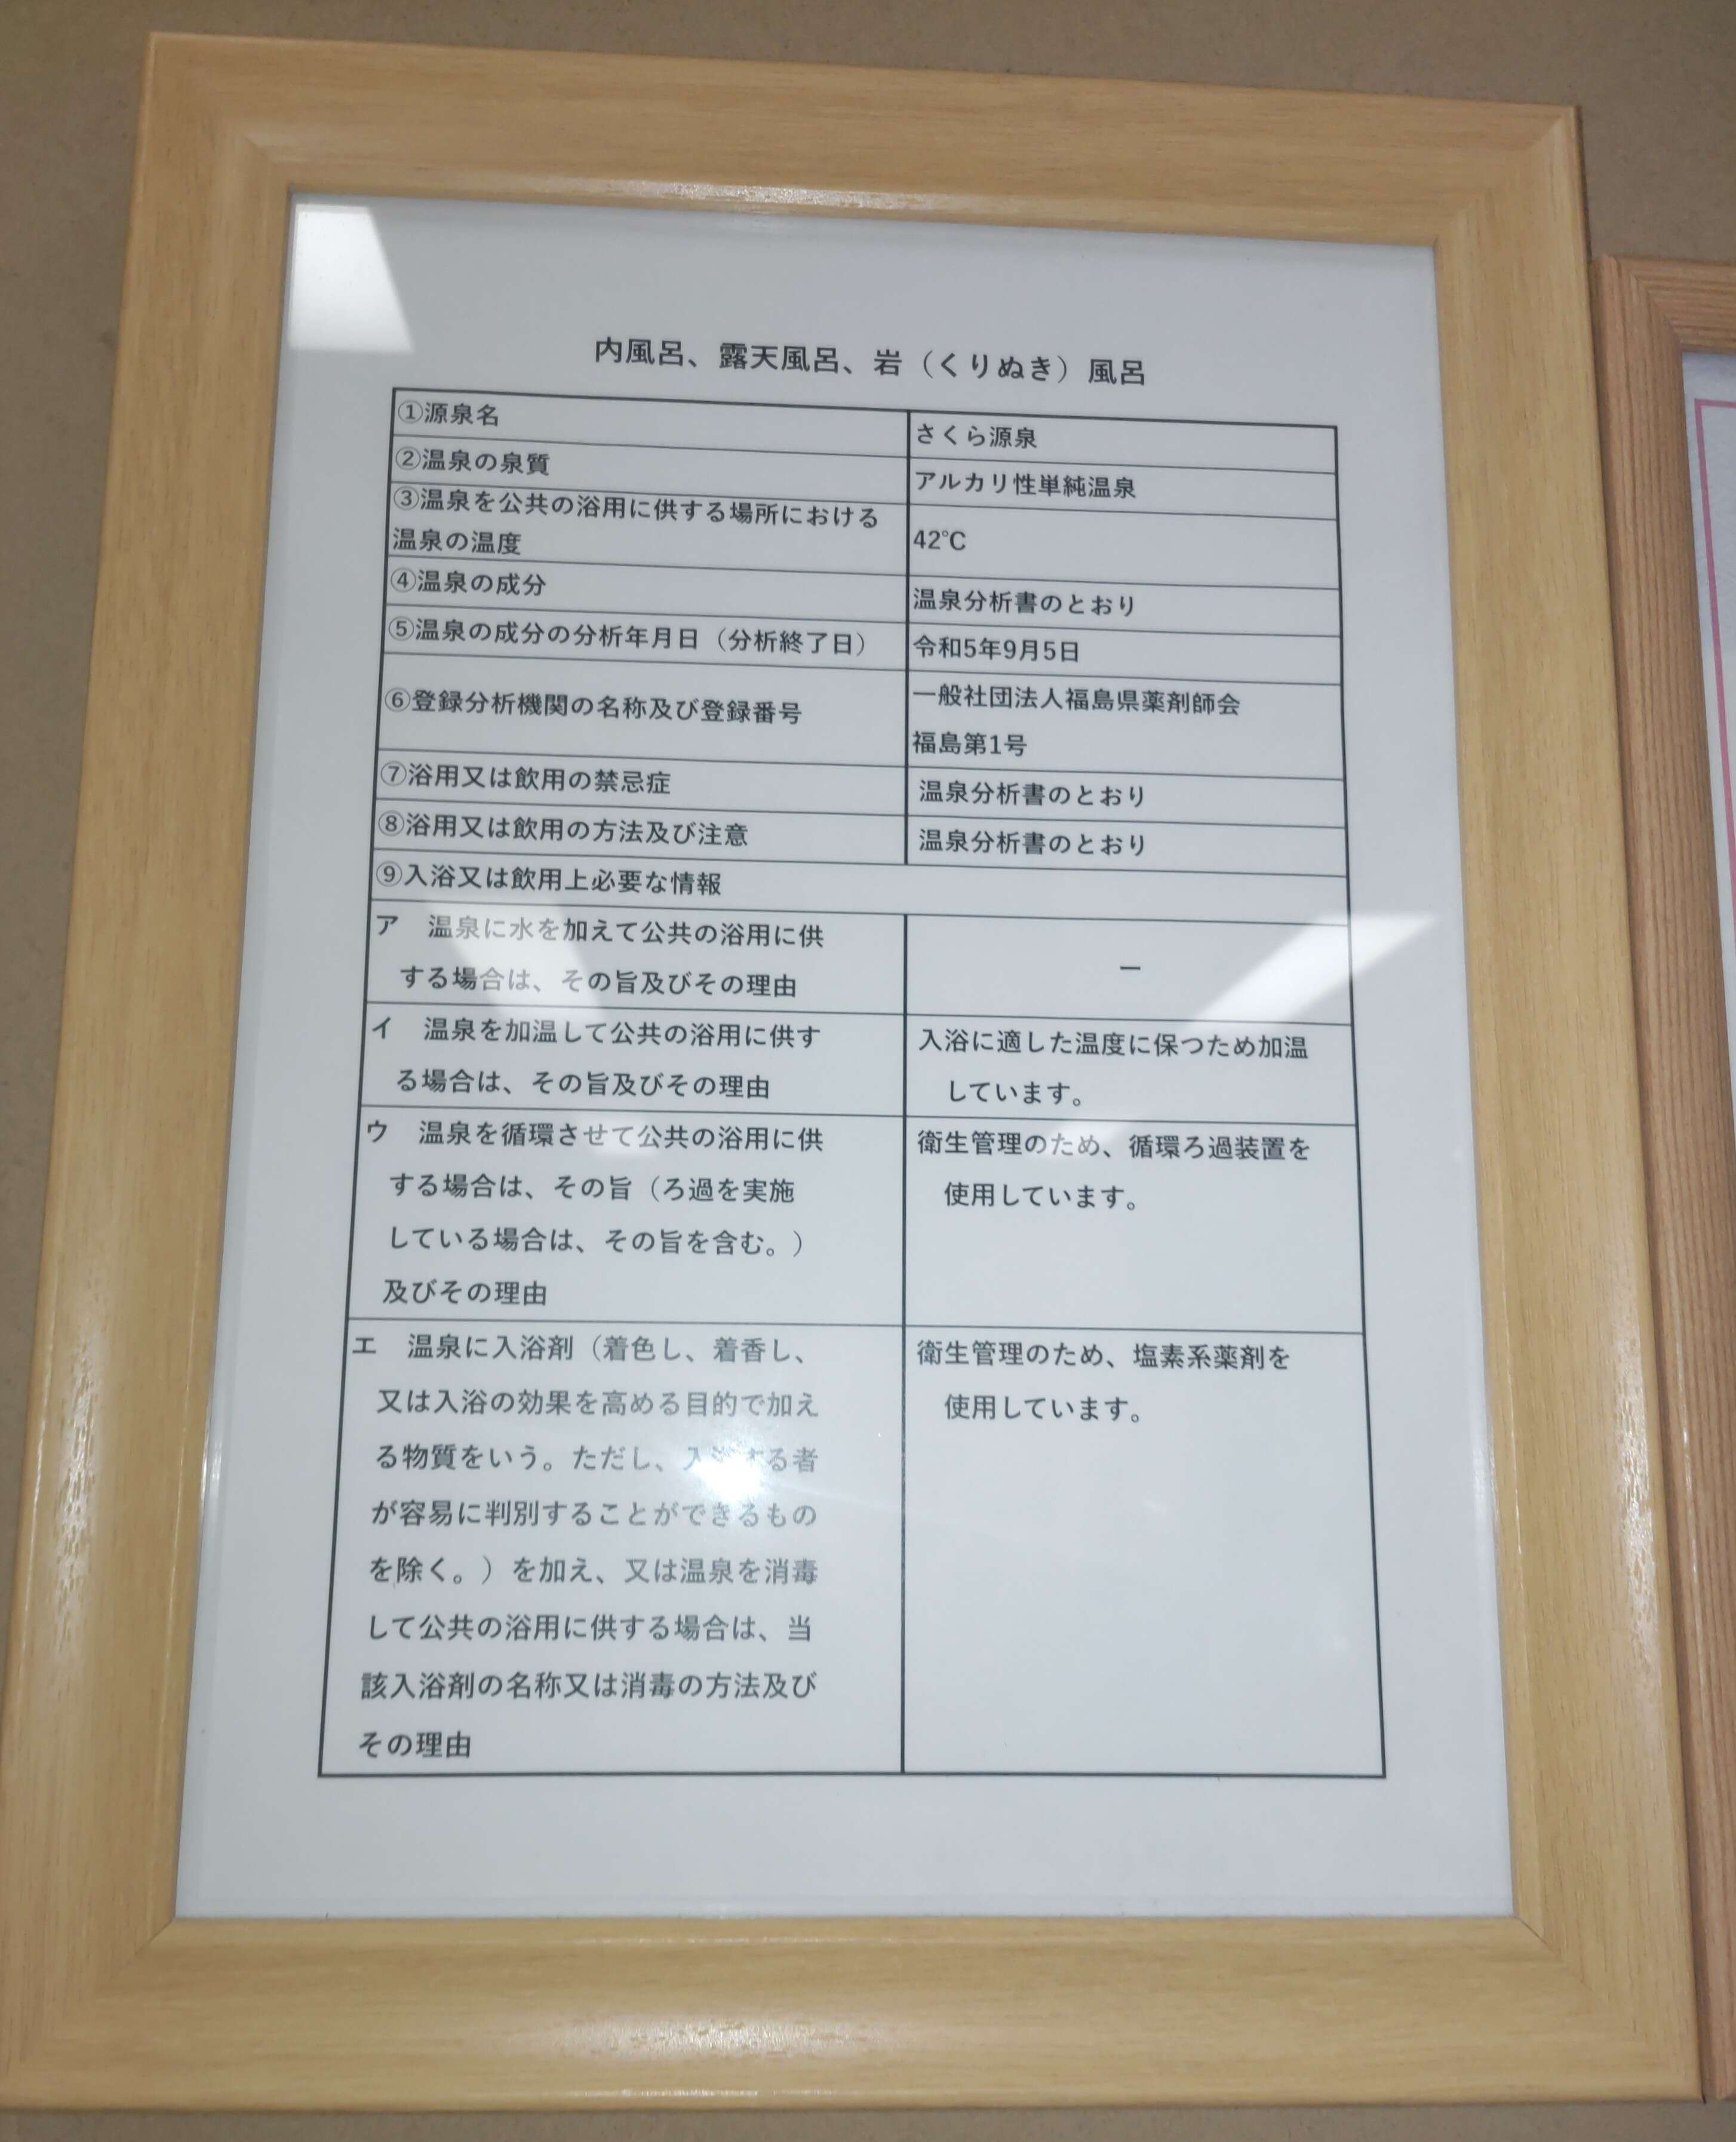 内風呂、露天風呂、岩（くりぬき）風呂
①源泉名
さくら源泉
②温泉の泉質
アルカリ性単純温泉
③温泉を公共の浴用に供する場所における
温泉の温度
42℃
④温泉の成分
温泉分析書のとおり
⑤温泉の成分の分析年月日（分析終了日）
令和5年9月5日
⑥登録分析機関の名称及び登録番号
一般社団法人福島県薬剤師会
福島第1号
⑦浴用又は飲用の禁忌症
温泉分析書のとおり
⑧浴用又は飲用の方法及び注意
温泉分析書のとおり
⑨入浴又は飲用上必要な情報
ア　温泉に水を加えて公共の浴用に供
する場合は、その旨及びその理由
ー
イ　温泉を加温して公共の浴用に供す
る場合は、その旨及びその理由
入浴に適した温度に保つため加温
しています。
ウ　温泉を循環させて公共の浴用に供
する場合は、その旨（ろ過を実施
している場合は、その旨を含む。）
及びその理由
衛生管理のため、循環ろ過装置を
使用しています。
エ　温泉に入浴剤（着色し、着香し、
又は入浴の効果を高める目的で加え
る物質をいう。ただし、入浴する者
が容易に判別することができるもの
を除く。）を加え、又は温泉を消毒
して公共の浴用に供する場合は、当
該入浴剤の名称又は消毒の方法及び
その理由
衛生管理のため、塩素系薬剤を
使用しています。